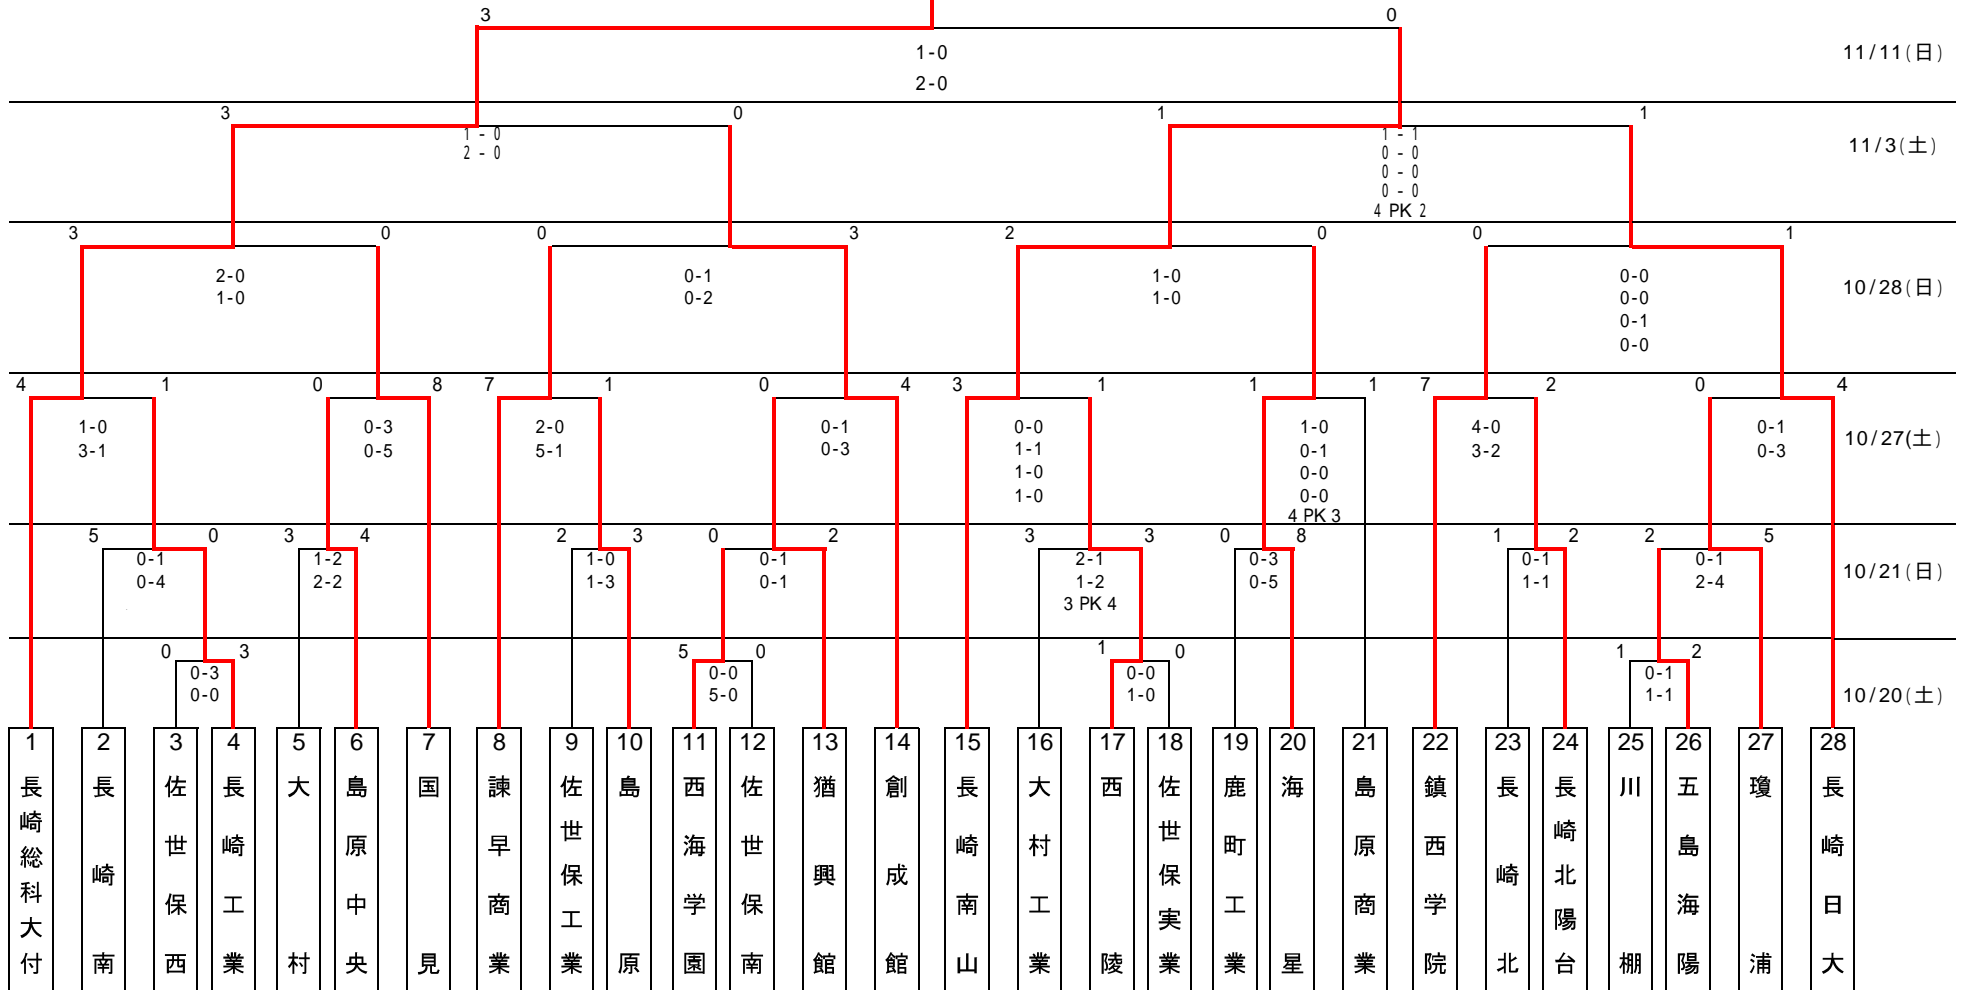 3 0
1-0 11/11(日)
2-0
3 0 1 1
1 - 0 1 - 1 11/3(土)
2 - 0 0 - 0
0 - 0
0 - 0
4 PK 2
3 0 0 3 2 0 0 1
2-0 0-1 1-0 0-0 10/28(日)
1-0 0-2 1-0 0-0
0-1
0-0
4 1 0 8 7 1 0 4 3 1 1 1 7 2 0 4
1-0 0-3 2-0 0-1 0-0 1-0 4-0 0-1 10/27(土)
3-1 0-5 5-1 0-3 1-1 0-1 3-2 0-3
1-0 0-0
1-0 0-0
4 PK 3
5 0 3 4 2 3 0 2 3 3 0 8 1 2 2 5
0-1 1-2 1-0 0-1 2-1 0-3 0-1 0-1 10/21(日)
0-4 2-2 1-3 0-1 1-2 0-5 1-1 2-4
3 PK 4
0 3 5 0 1 0 1 2
0-3 0-0 0-0 0-1 10/20(土)
0-0 5-0 1-0 1-1
1 長崎総科大付
2 長崎南
3 佐世保西
4 長崎工業
5 大村
6 島原中央
7 国見
8 諫早商業
9 佐世保工業
10 島原
11 西海学園
12 佐世保南
13 猶興館
14 創成館
15 長崎南山
16 大村工業
17 西陵
18 佐世保実業
19 鹿町工業
20 海星
21 島原商業
22 鎮西学院
23 長崎北
24 長崎北陽台
25 川棚
26 五島海陽
27 瓊浦
28 長崎日大